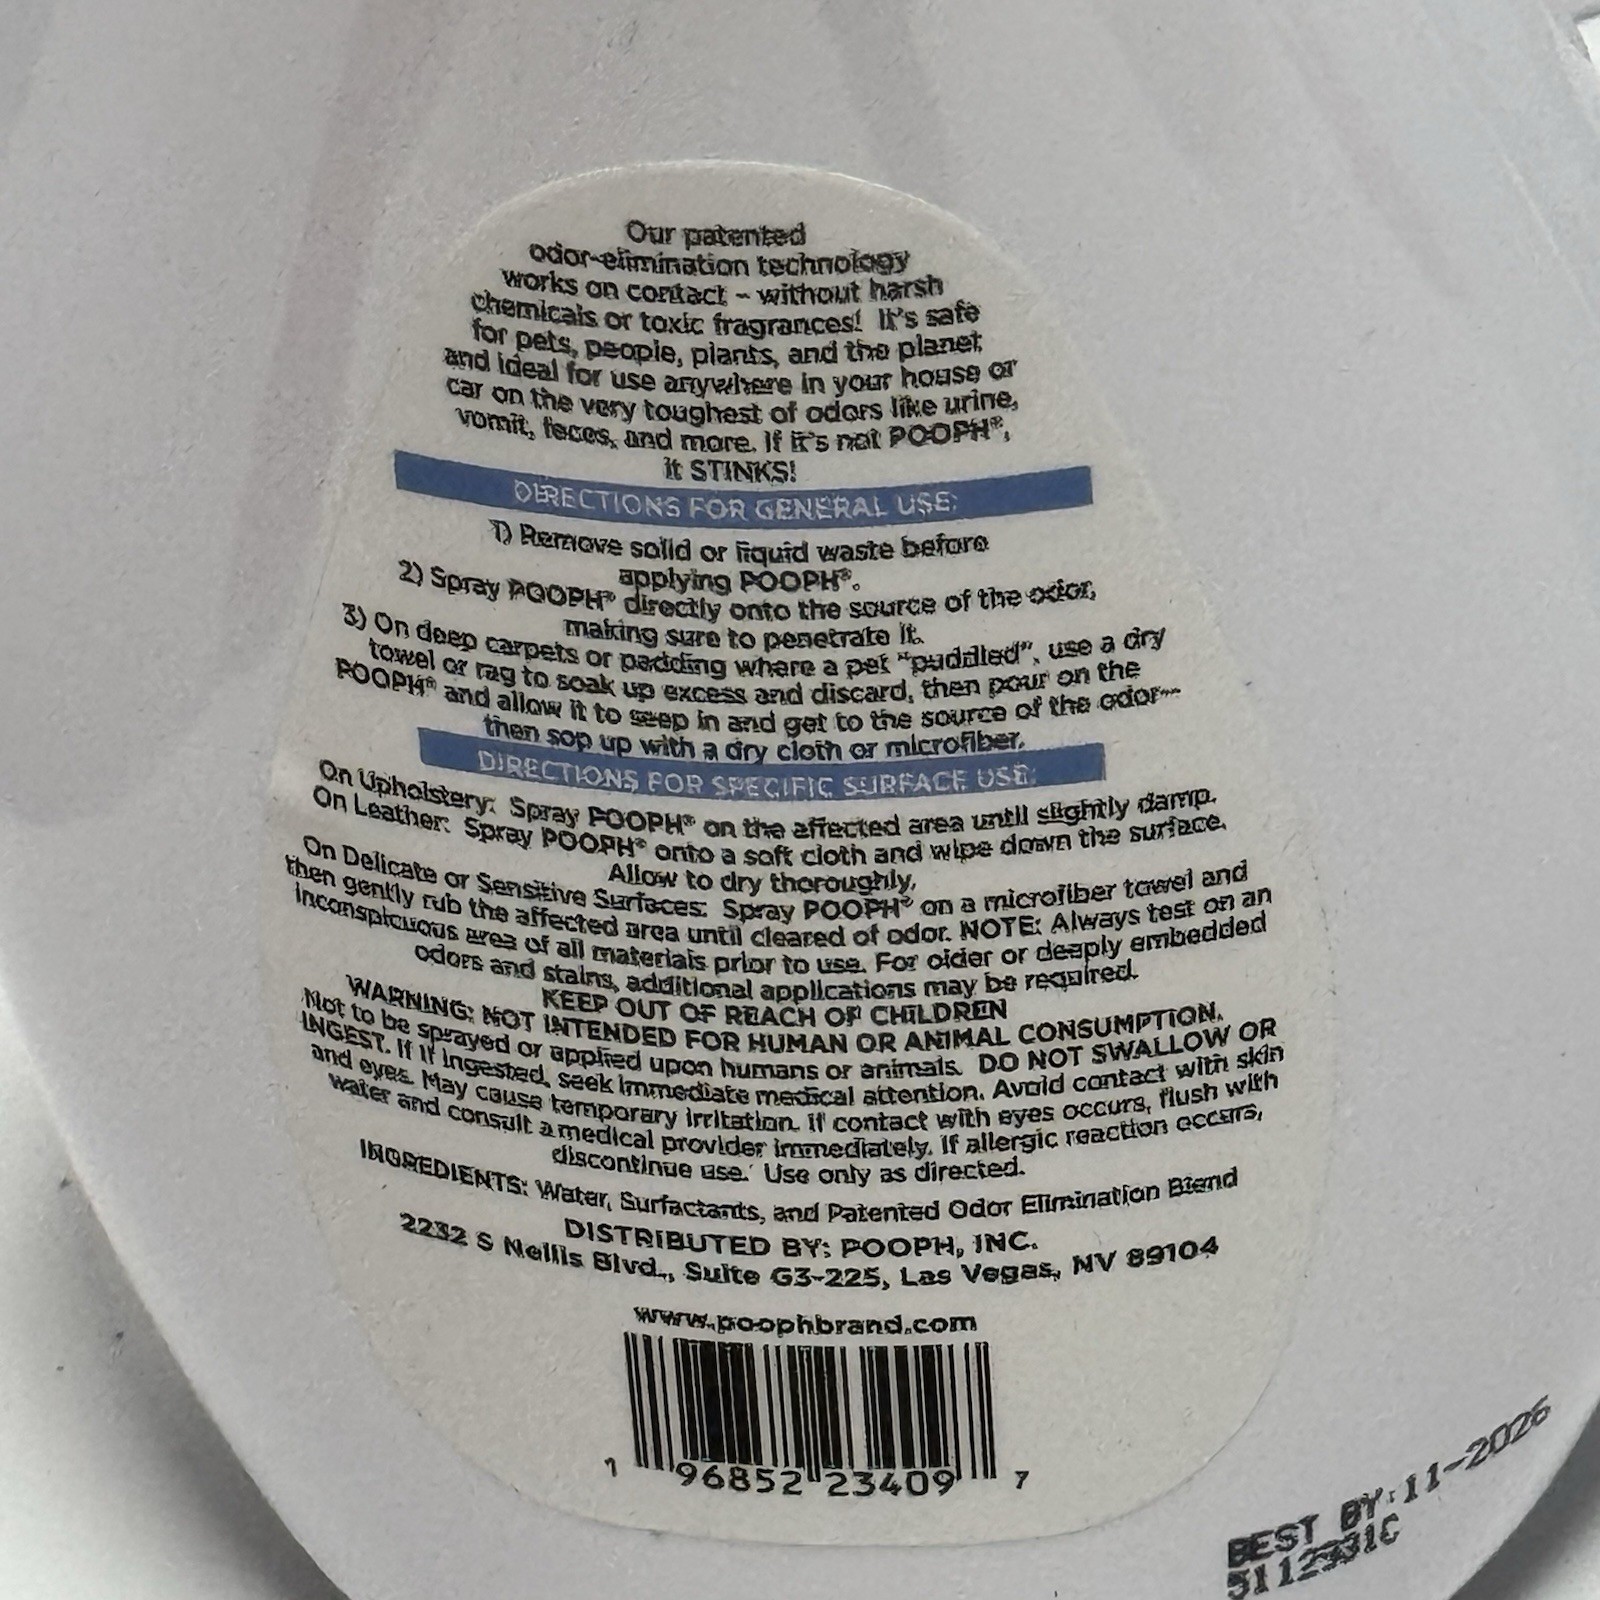 Our patented
odor-elimination technology
works on contact - without harsh
chemicals or toxic fragrances! It's safe
for pets, people, plants, and the planet
and ideal for use anywhere in your house or
car on the very toughest of odors like urine,
vomit, feces, and more. If it's not POOPH®,
it STINKS!
DIRECTIONS FOR GENERAL USE:
1) Remove solid or liquid waste before
applying POOPH®.
2) Spray POOPH® directly onto the source of the odor,
making sure to penetrate it.
3) On deep carpets or padding where a pet "puddled", use a dry
towel or rag to soak up excess and discard, then pour on the
POOPH® and allow it to seep in and get to the source of the odor--
then sop up with a dry cloth or microfiber.
DIRECTIONS FOR SPECIFIC SURFACE USE:
On Upholstery: Spray POOPH® on the affected area until slightly damp.
On Leather: Spray POOPH® onto a soft cloth and wipe down the surface.
Allow to dry thoroughly.
On Delicate or Sensitive Surfaces: Spray POOPH® on a microfiber towel and
then gently rub the affected area until cleared of odor. NOTE: Always test on an
inconspicuous area of all materials prior to use. For older or deeply embedded
odors and stains, additional applications may be required.
KEEP OUT OF REACH OF CHILDREN
WARNING: NOT INTENDED FOR HUMAN OR ANIMAL CONSUMPTION.
Not to be sprayed or applied upon humans or animals. DO NOT SWALLOW OR
INGEST. If if ingested, seek immediate medical attention. Avoid contact with skin
and eyes. May cause temporary irritation. If contact with eyes occurs, flush with
water and consult a medical provider immediately. If allergic reaction occurs,
discontinue use. Use only as directed.
INGREDIENTS: Water, Surfactants, and Patented Odor Elimination Blend
DISTRIBUTED BY: POOPH, INC.
2232 S Nellis Blvd., Suite G3-225, Las Vegas, NV 89104
www.poophbrand.com
1 96852 23409 7
BEST BY:11-2026